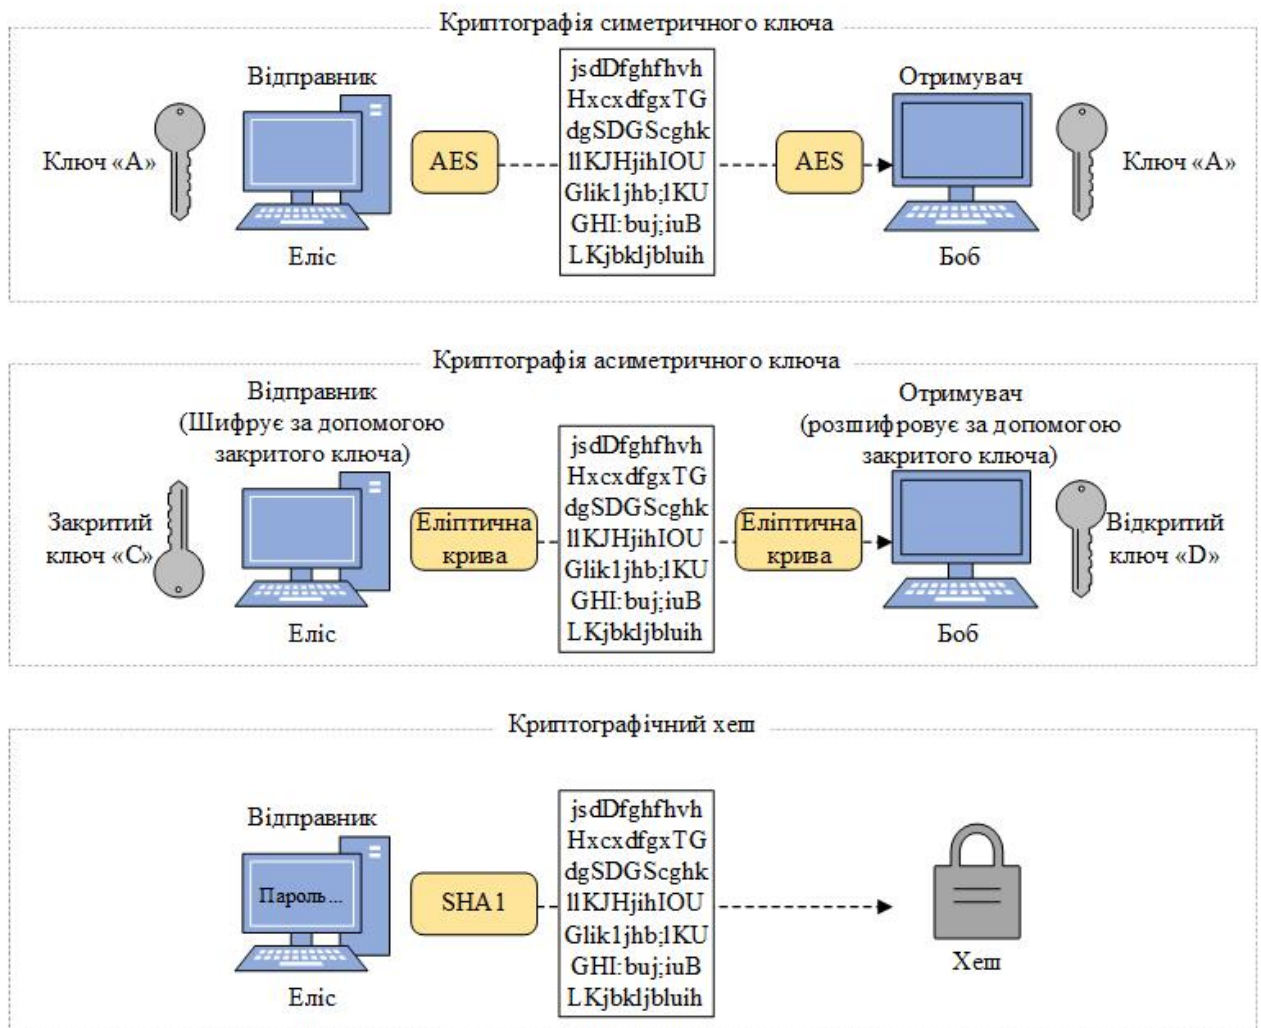 Криптографія симетричного ключа
Відправник
Отримувач
Ключ «А»
AES
jsdDfghfhvh
HxcxdfgxTG
dgSDGScghk
llKJHjihIOU
Glik1jhb;lKU
GHI:buj;iuB
LKjbkljbluih
AES
Ключ «А»
Еліс
Боб
Криптографія асиметричного ключа
Відправник
(Шифрує за допомогою
закритого ключа)
Отримувач
(розшифровує за допомогою
закритого ключа)
Закритий
ключ «С»
Еліптична
крива
jsdDfghfhvh
HxcxdfgxTG
dgSDGScghk
llKJHjihIOU
Glik1jhb;lKU
GHI:buj;iuB
LKjbkljbluih
Еліптична
крива
Відкритий
ключ «D»
Еліс
Боб
Криптографічний хеш
Відправник
Пароль...
SHA1
jsdDfghfhvh
HxcxdfgxTG
dgSDGScghk
llKJHjihIOU
Glik1jhb;lKU
GHI:buj;iuB
LKjbkljbluih
Хеш
Еліс